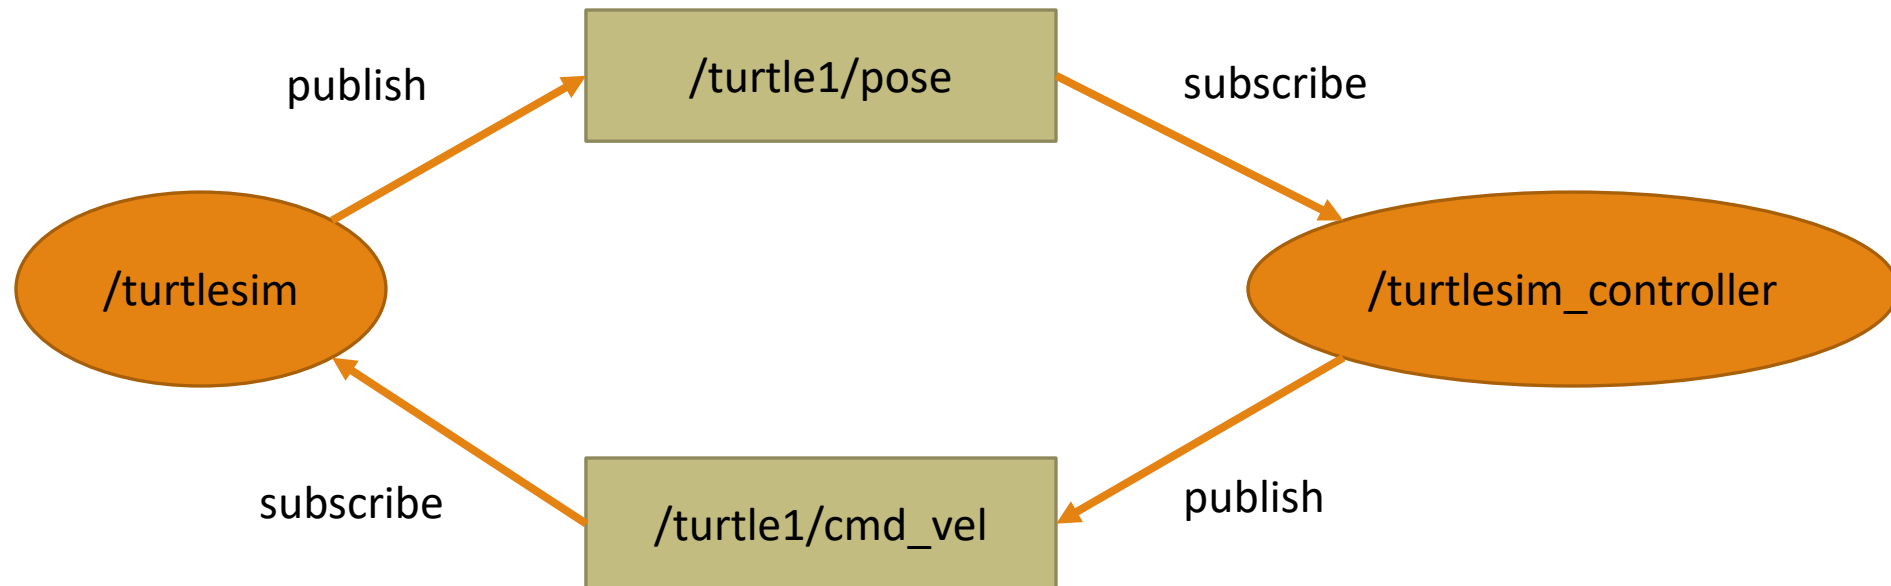 /turtle1/pose
publish
subscribe
/turtlesim
/turtlesim_controller
subscribe
publish
/turtle1/cmd_vel